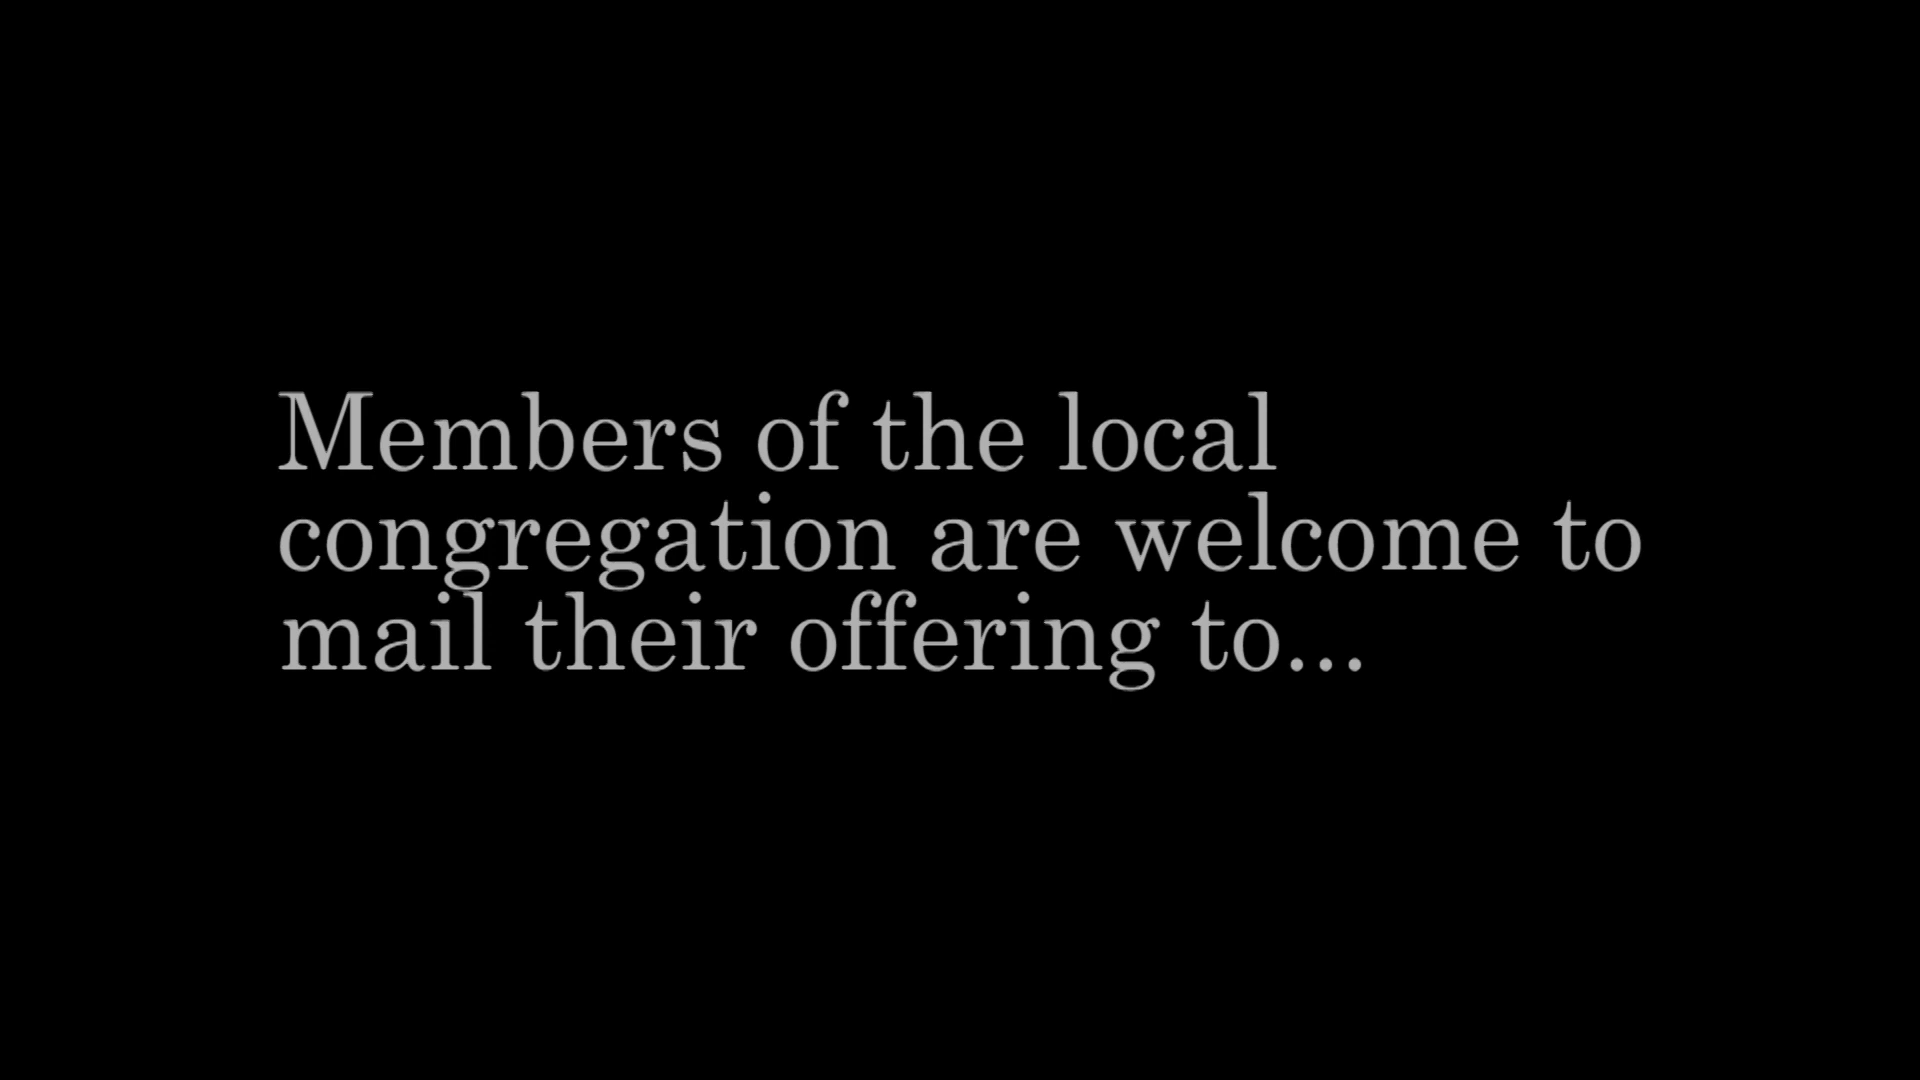 Members of the local
congregation are welcome to
mail their offering to...